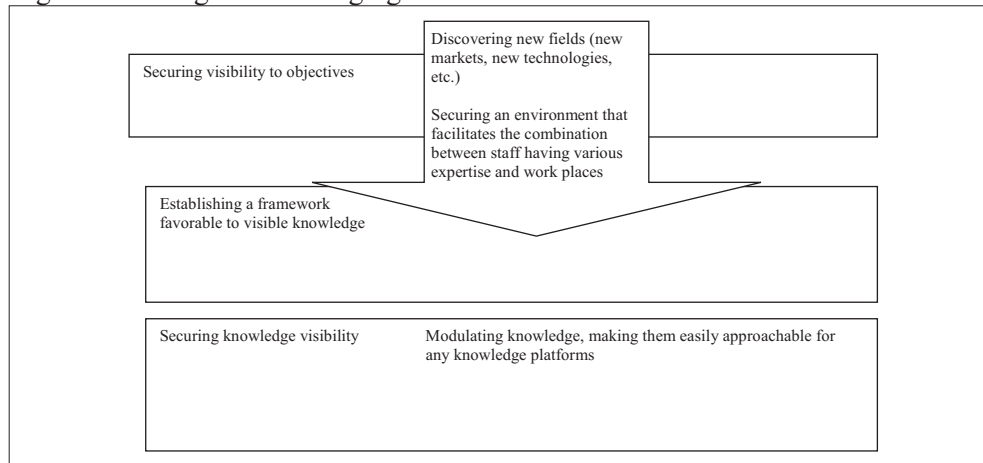 Discovering new fields (new
markets, new technologies,
etc.)
Securing visibility to objectives
Securing an environment that
facilitates the combination
between staff having various
expertise and work places
Establishing a framework
favorable to visible knowledge
Securing knowledge visibility
Modulating knowledge, making them easily approachable for
any knowledge platforms